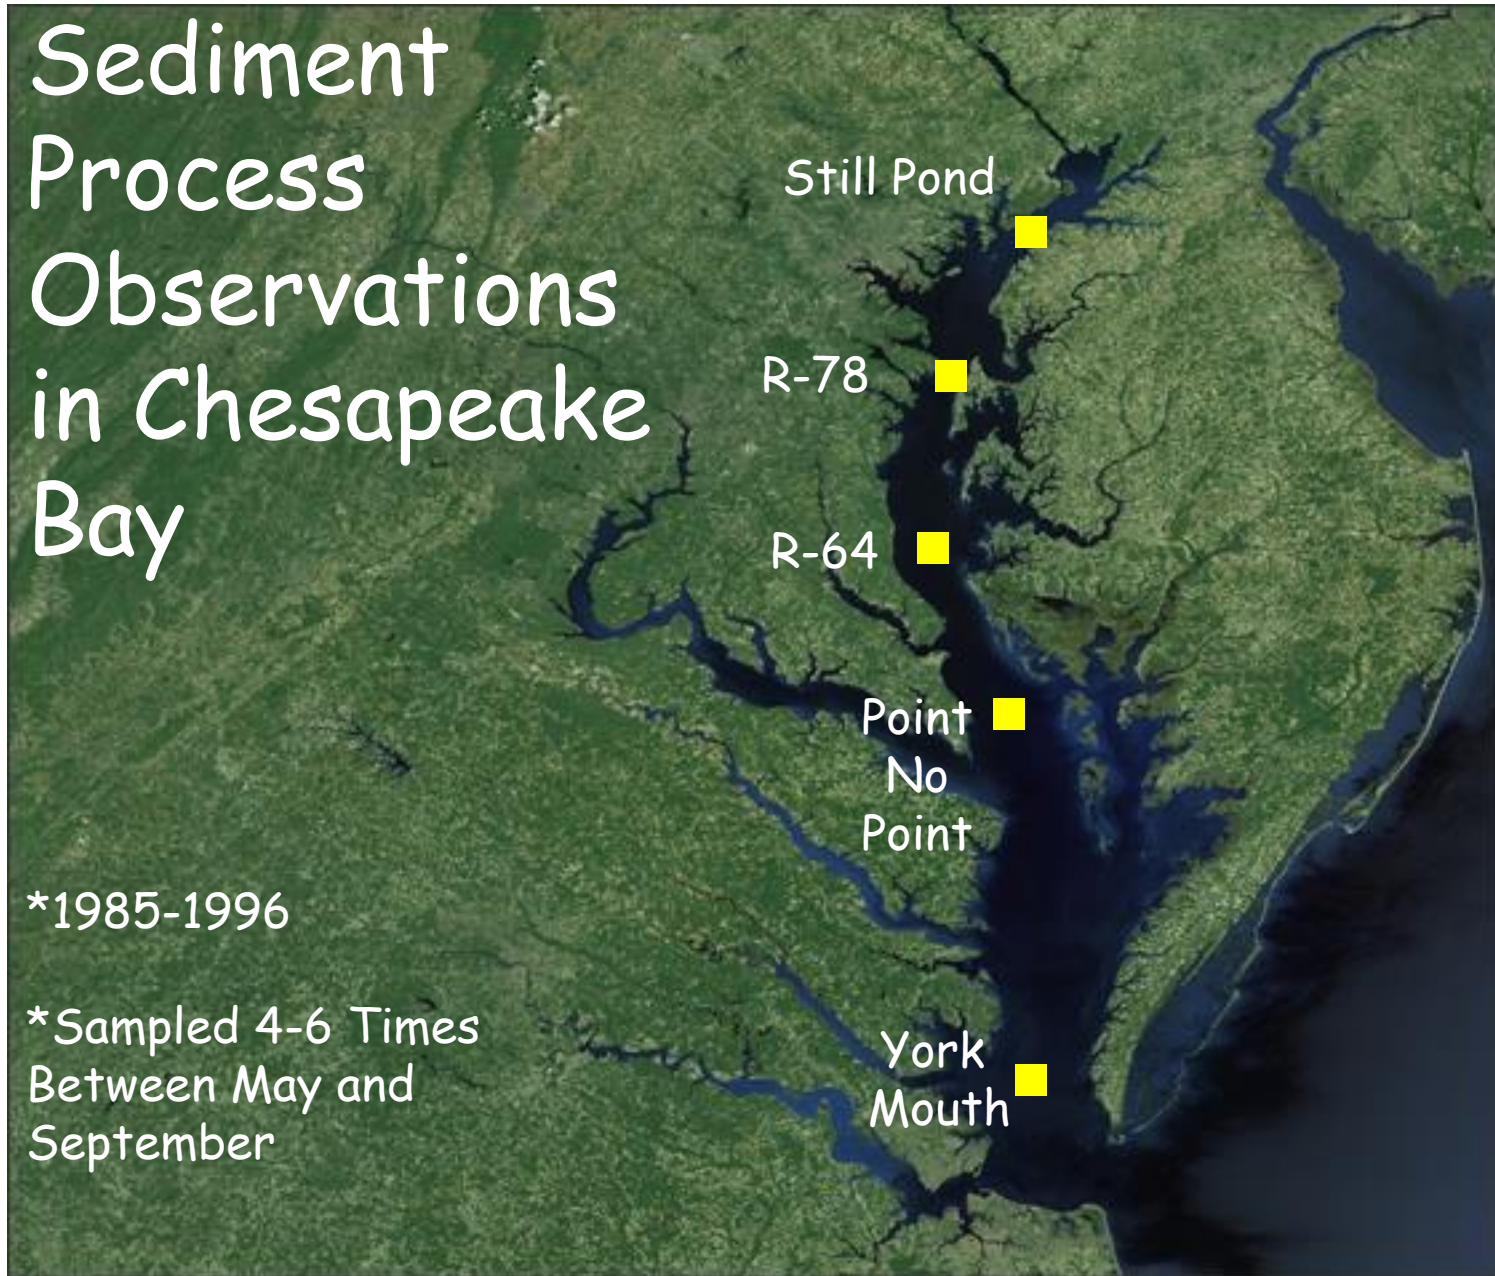 Sediment
Process
Observations
in Chesapeake
Bay
Still Pond
R-78
R-64
Point
No
Point
*1985-1996
*Sampled 4-6 Times
Between May and
September
York
Mouth